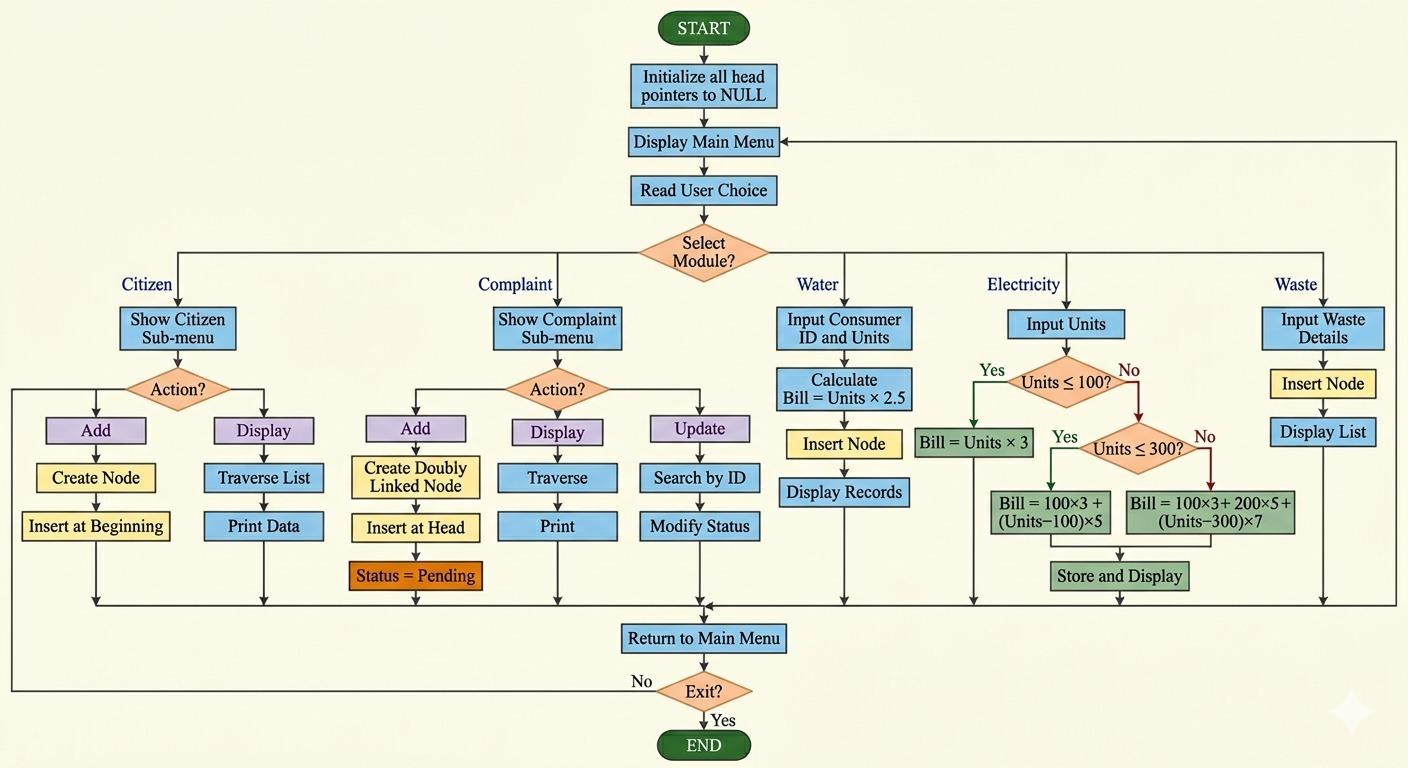 START
Initialize all head
pointers to NULL
Display Main Menu
Read User Choice
Select
Module?
Citizen
Complaint
Water
Electricity
Waste
Show Citizen
Sub-menu
Show Complaint
Sub-menu
Input Consumer
ID and Units
Input Units
Input Waste
Details
Action?
Action?
Calculate
Bill = Units × 2.5
Yes
Units ≤ 100?
No
Insert Node
Add
Display
Add
Display
Update
Insert Node
Bill = Units × 3
Yes
Units ≤ 300?
No
Display List
Create Node
Traverse List
Create Doubly
Linked Node
Traverse
Search by ID
Display Records
Bill = 100×3 +
(Units−100)×5
Bill = 100×3+ 200×5+
(Units−300)×7
Insert at Beginning
Print Data
Insert at Head
Print
Modify Status
Status = Pending
Store and Display
Return to Main Menu
No
Exit?
Yes
END